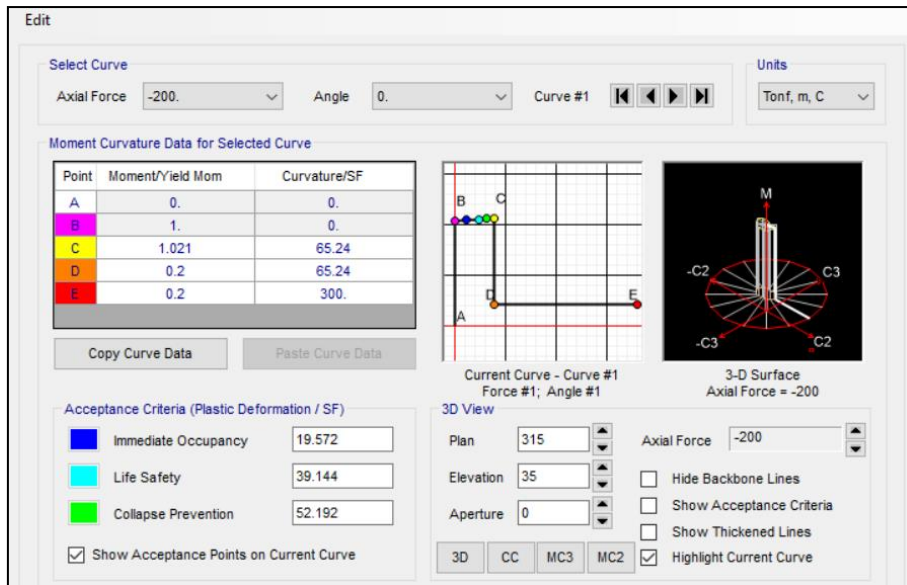 Edit
Select Curve
Units
Axial Force -200. Angle 0. Curve #1
Tonf, m, C
Moment Curvature Data for Selected Curve
Point Moment/Yield Mom Curvature/SF
A 0. 0.
B 1. 0.
C 1.021 65.24
D 0.2 65.24
E 0.2 300.
Copy Curve Data Paste Curve Data
B C
D E
A
Current Curve - Curve #1
Force #1; Angle #1
M
-C2 C3
-C3 C2
3-D Surface
Axial Force = -200
Acceptance Criteria (Plastic Deformation / SF)
Immediate Occupancy 19.572
Life Safety 39.144
Collapse Prevention 52.192
Show Acceptance Points on Current Curve
3D View
Plan 315
Elevation 35
Aperture 0
3D CC MC3 MC2
Axial Force -200
Hide Backbone Lines
Show Acceptance Criteria
Show Thickened Lines
Highlight Current Curve